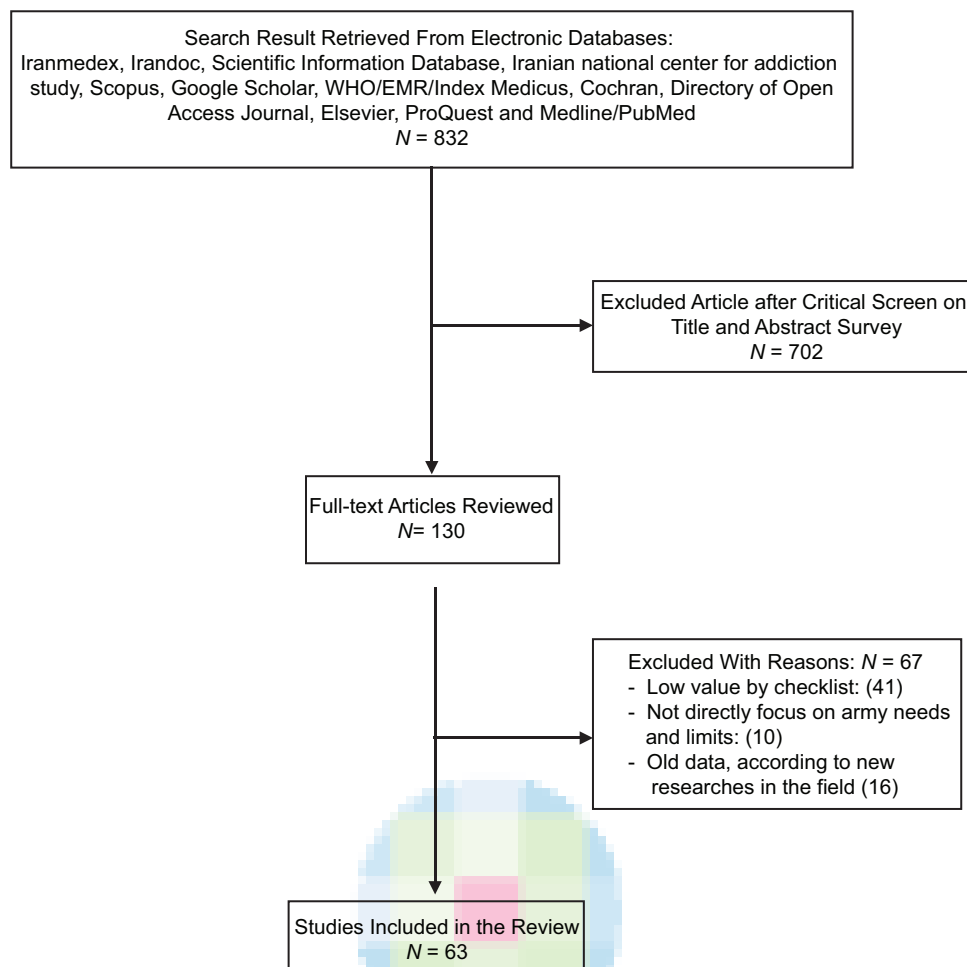 Search Result Retrieved From Electronic Databases:
Iranmedex, Irandoc, Scientific Information Database, Iranian national center for addiction
study, Scopus, Google Scholar, WHO/EMR/Index Medicus, Cochran, Directory of Open
Access Journal, Elsevier, ProQuest and Medline/PubMed
N = 832
Excluded Article after Critical Screen on
Title and Abstract Survey
N = 702
Full-text Articles Reviewed
N= 130
Excluded With Reasons: N = 67
- Low value by checklist: (41)
- Not directly focus on army needs
and limits: (10)
- Old data, according to new
researches in the field (16)
Studies Included in the Review
N = 63